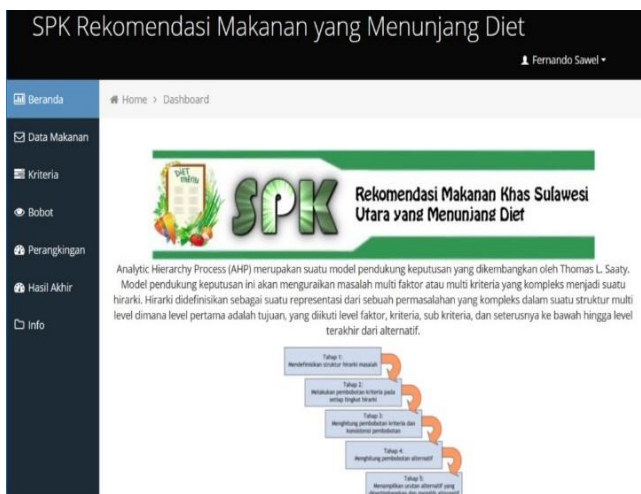 SPK Rekomendasi Makanan yang Menunjang Diet
Fernando Sawel
Beranda
Home > Dashboard
Data Makanan
Kriteria
Bobot
Perangkingan
Hasil Akhir
Info
DIET
menu
SPK
Rekomendasi Makanan Khas Sulawesi
Utara yang Menunjang Diet
Analytic Hierarchy Process (AHP) merupakan suatu model pendukung keputusan yang dikembangkan oleh Thomas L. Saaty.
Model pendukung keputusan ini akan menguraikan masalah multi faktor atau multi kriteria yang kompleks menjadi suatu
hirarki. Hirarki didefinisikan sebagai suatu representasi dari sebuah permasalahan yang kompleks dalam suatu struktur multi
level dimana level pertama adalah tujuan, yang diikuti level faktor, kriteria, sub kriteria, dan seterusnya ke bawah hingga level
terakhir dari alternatif.
Tahap 1:
Mendefinisikan struktur hirarki masalah
Tahap 2:
Melakukan pembobotan kriteria pada
setiap tingkat hirarki
Tahap 3:
Menghitung pembobotan kriteria dan
konsistensi pembobotan
Tahap 4:
Menghitung pembobotan alternatif
Tahap 5:
Menampilkan urutan alternatif yang